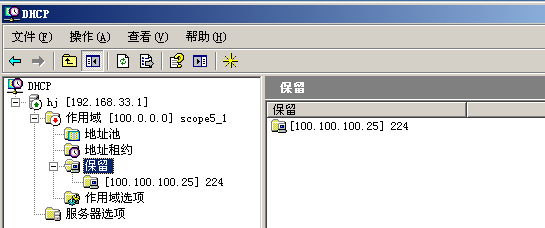 DHCP
文件(F) 操作(A) 查看(V) 帮助(H)
DHCP
hj [192.168.33.1]
作用域 [100.0.0.0] scope5_1
地址池
地址租约
保留
[100.100.100.25] 224
作用域选项
服务器选项
保留
保留
[100.100.100.25] 224